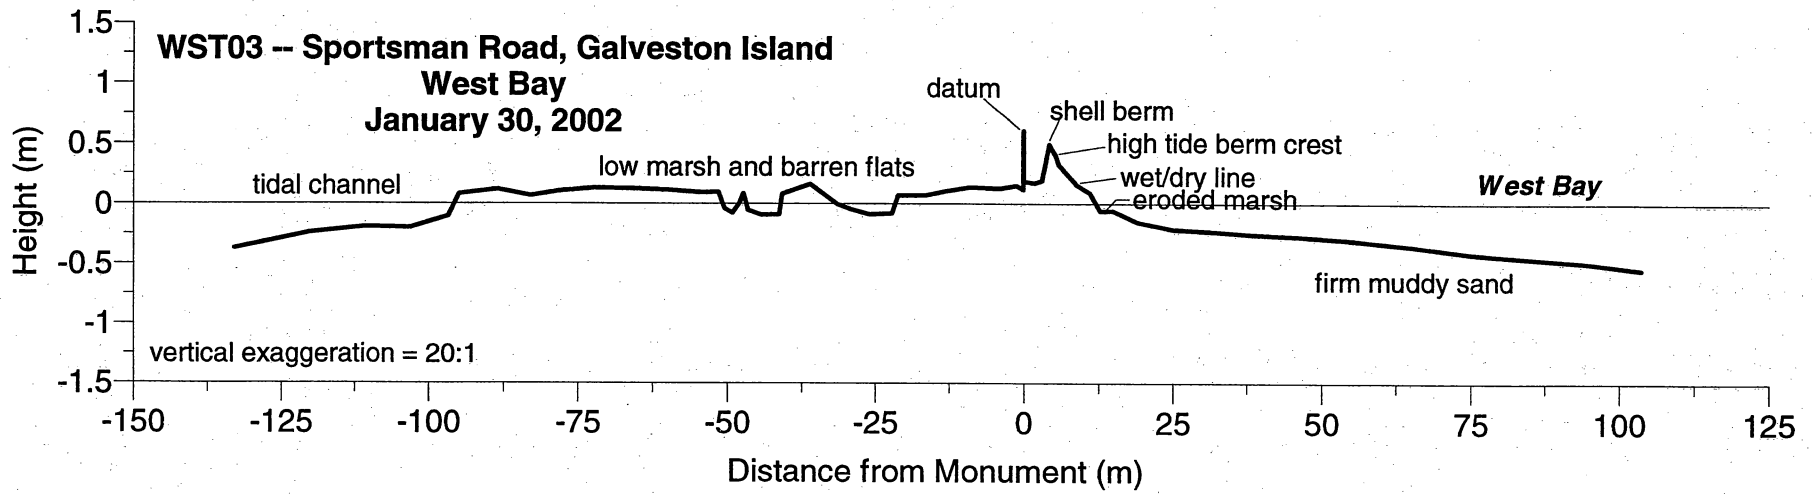 WST03 -- Sportsman Road, Galveston Island
West Bay
January 30, 2002
1.5
1
0.5
0
-0.5
-1
-1.5
Height (m)
datum
shell berm
high tide berm crest
wet/dry line
eroded marsh
low marsh and barren flats
tidal channel
West Bay
firm muddy sand
vertical exaggeration = 20:1
-150 -125 -100 -75 -50 -25 0 25 50 75 100 125
Distance from Monument (m)